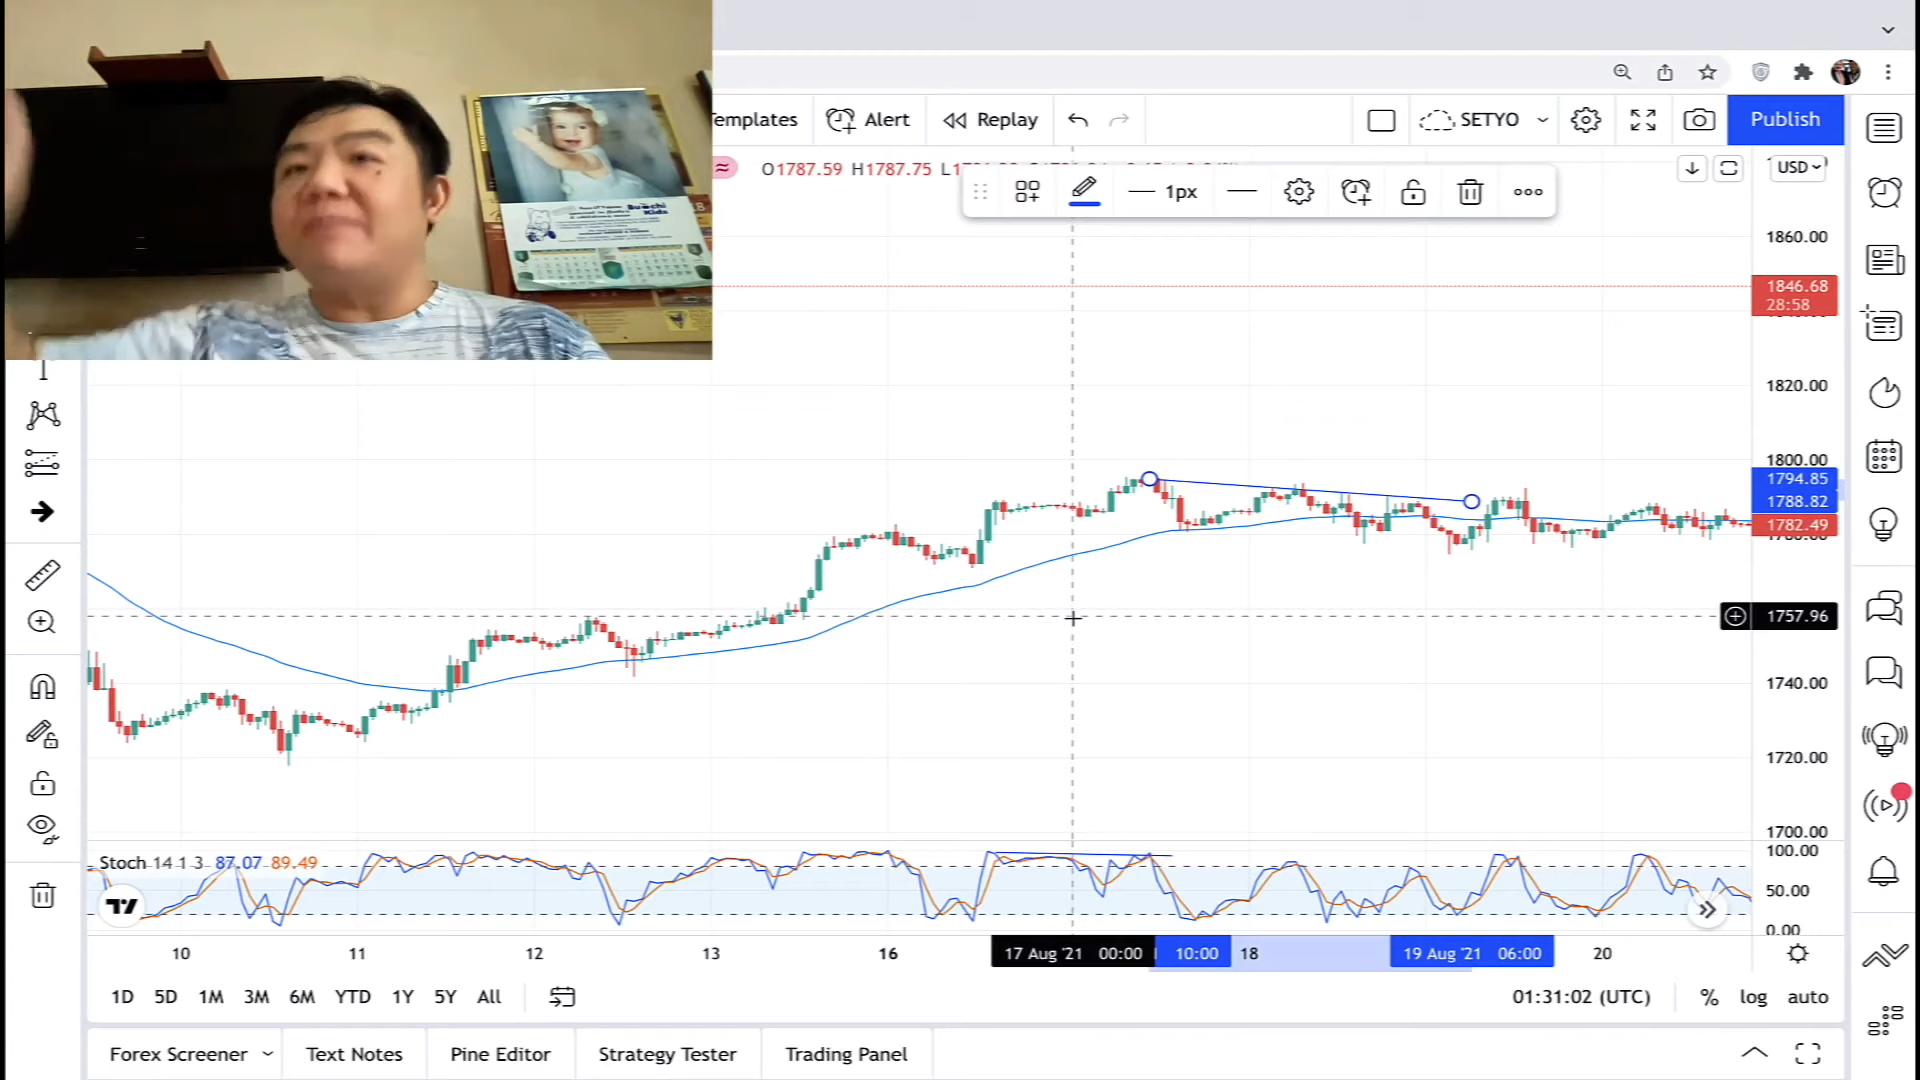 emplates
Alert
Replay
SETYO
Publish
O1787.59 H1787.75
1px
USD
Buochi
Kids
1860.00
1846.68
28:58
1820.00
1800.00
1794.85
1788.82
1782.49
1757.96
1740.00
1720.00
1700.00
Stoch 14 1 3 87.07 89.49
100.00
50.00
0.00
10 11 12 13 16 17 Aug '21 00:00 10:00 18 19 Aug '21 06:00 20
1D 5D 1M 3M 6M YTD 1Y 5Y All
01:31:02 (UTC)
% log auto
Forex Screener
Text Notes
Pine Editor
Strategy Tester
Trading Panel